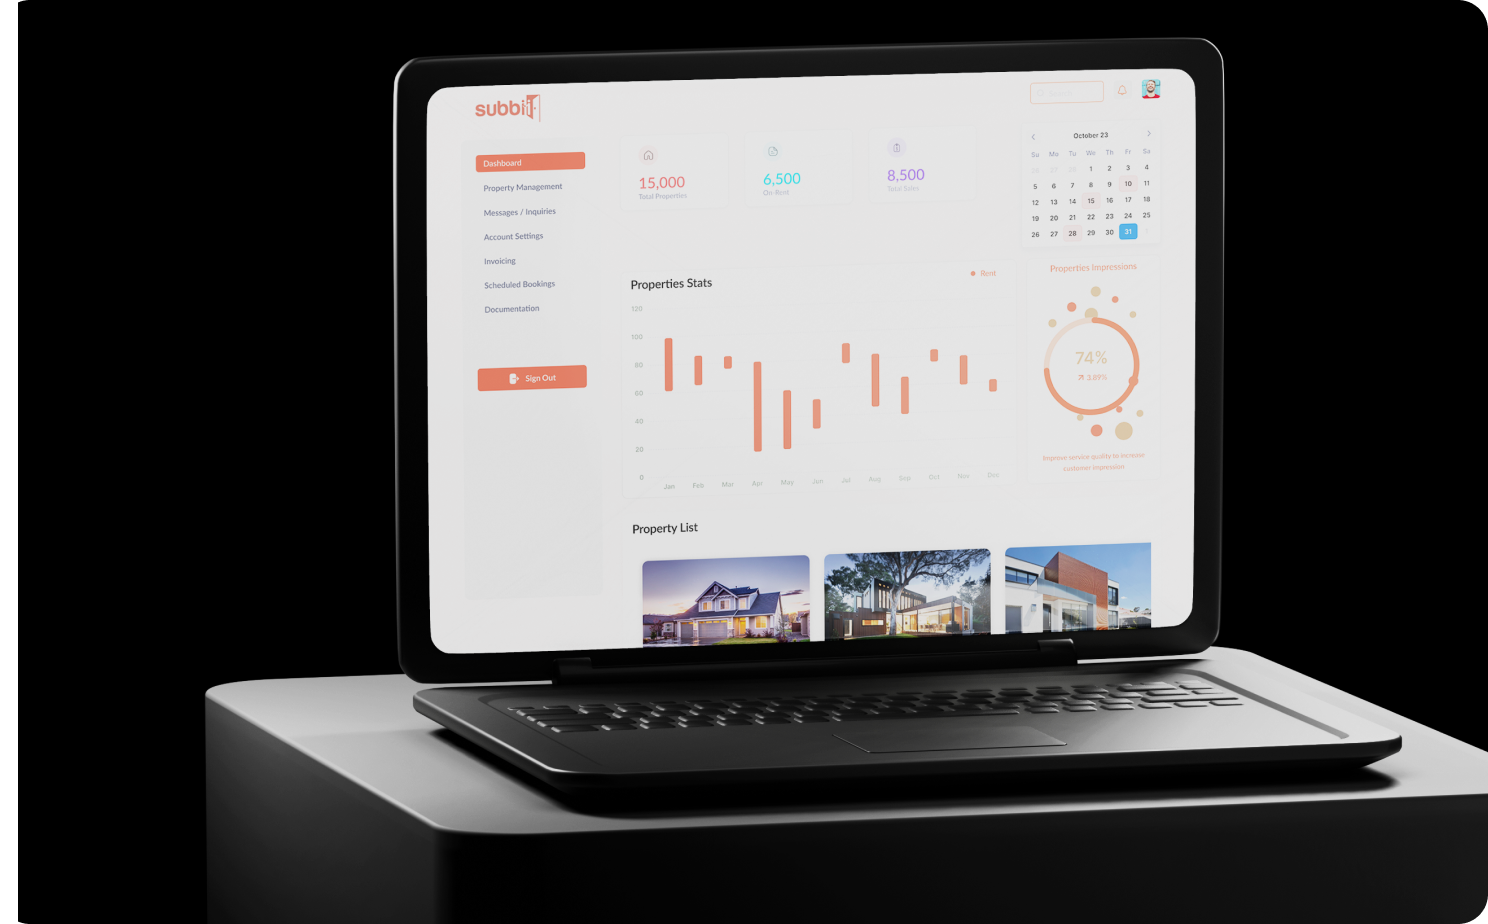 subbit
Dashboard
Property Management
Messages / Inquiries
Account Settings
Invoicing
Scheduled Bookings
Documentation
Sign Out
15,000
Total Properties
6,500
On-Rent
8,500
Total Sales
October 23
Su Mo Tu We Th Fr Sa
1 2 3 4
5 6 7 8 9 10 11
12 13 14 15 16 17 18
19 20 21 22 23 24 25
26 27 28 29 30 31
Properties Stats
Rent
120
100
80
60
40
20
0
Jan Feb Mar Apr May Jun Jul Aug Sep Oct Nov Dec
Properties Impressions
74%
3.89%
Improve service quality to increase
customer impression
Property List